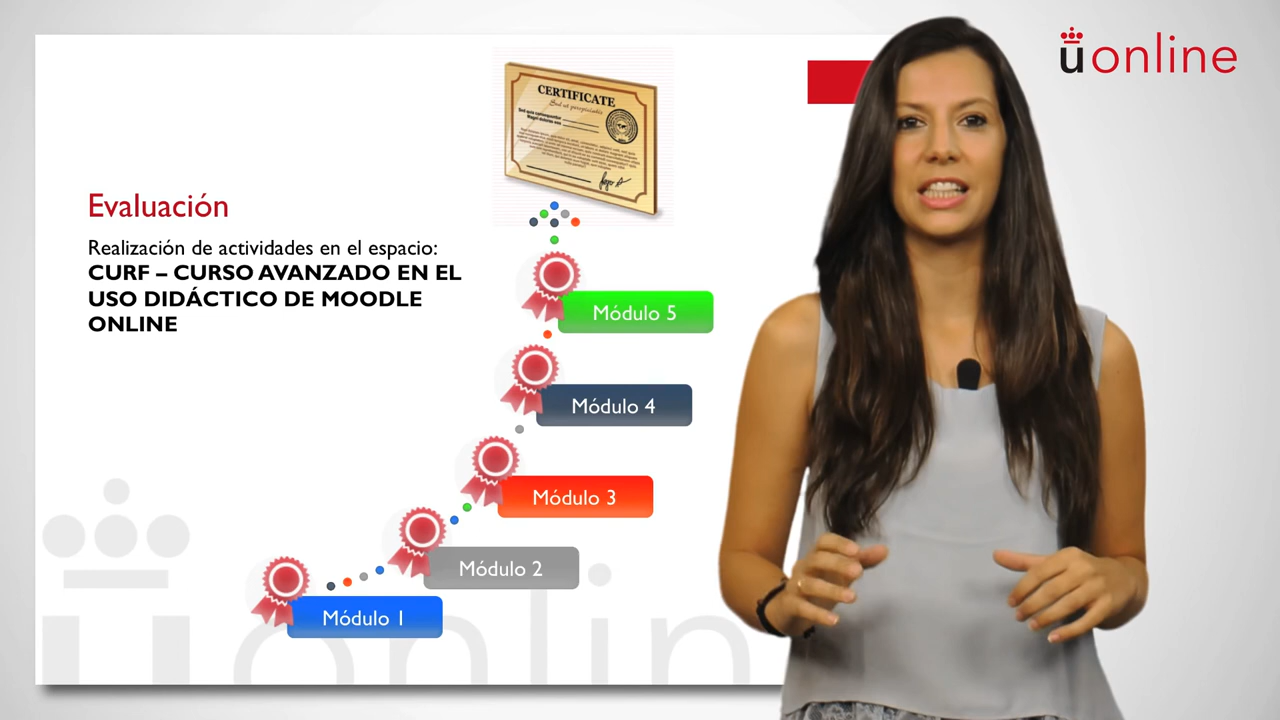 uonline
CERTIFICATE
Evaluación
Realización de actividades en el espacio:
CURF – CURSO AVANZADO EN EL
USO DIDÁCTICO DE MOODLE
ONLINE
Módulo 5
Módulo 4
Módulo 3
Módulo 2
Módulo 1